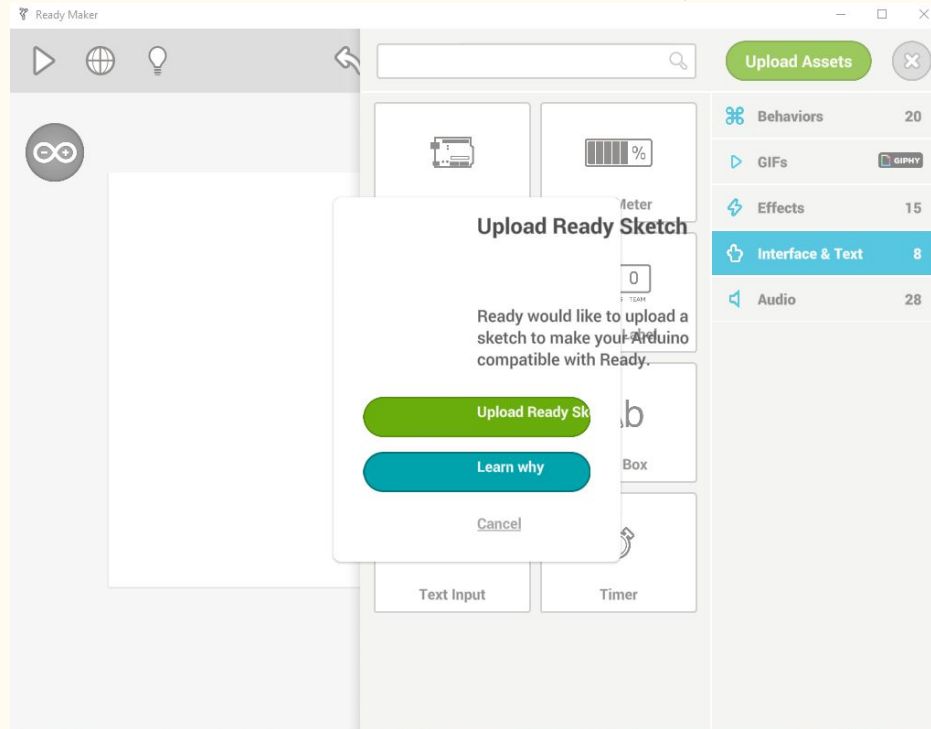 Ready Maker
Upload Assets
Behaviors 20
GIFs GIPHY
Effects 15
Interface & Text 8
Audio 28
%
Meter
0
TEAM
Label
Box
Text Input
Timer
Upload Ready Sketch
Ready would like to upload a
sketch to make your Arduino
compatible with Ready.
Upload Ready Sk
Learn why
Cancel